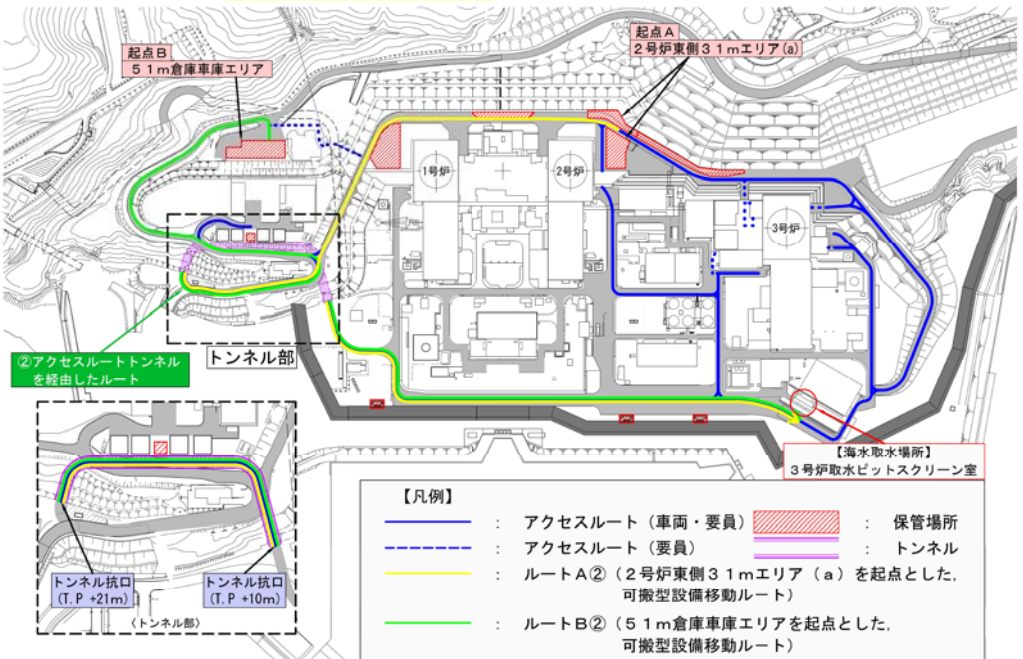 起点B
51m倉庫車庫エリア
起点A
2号炉東側31mエリア(a)
1号炉
2号炉
3号炉
②アクセスルートトンネル
を経由したルート
トンネル部
【海水取水場所】
3号炉取水ピットスクリーン室
トンネル抗口
(T.P +21m)
トンネル抗口
(T.P +10m)
〈トンネル部〉
【凡例】
： アクセスルート（車両・要員）
： 保管場所
： アクセスルート（要員）
： トンネル
： ルートA②（2号炉東側31mエリア（a）を起点とした,
可搬型設備移動ルート）
： ルートB②（51m倉庫車庫エリアを起点とした,
可搬型設備移動ルート）